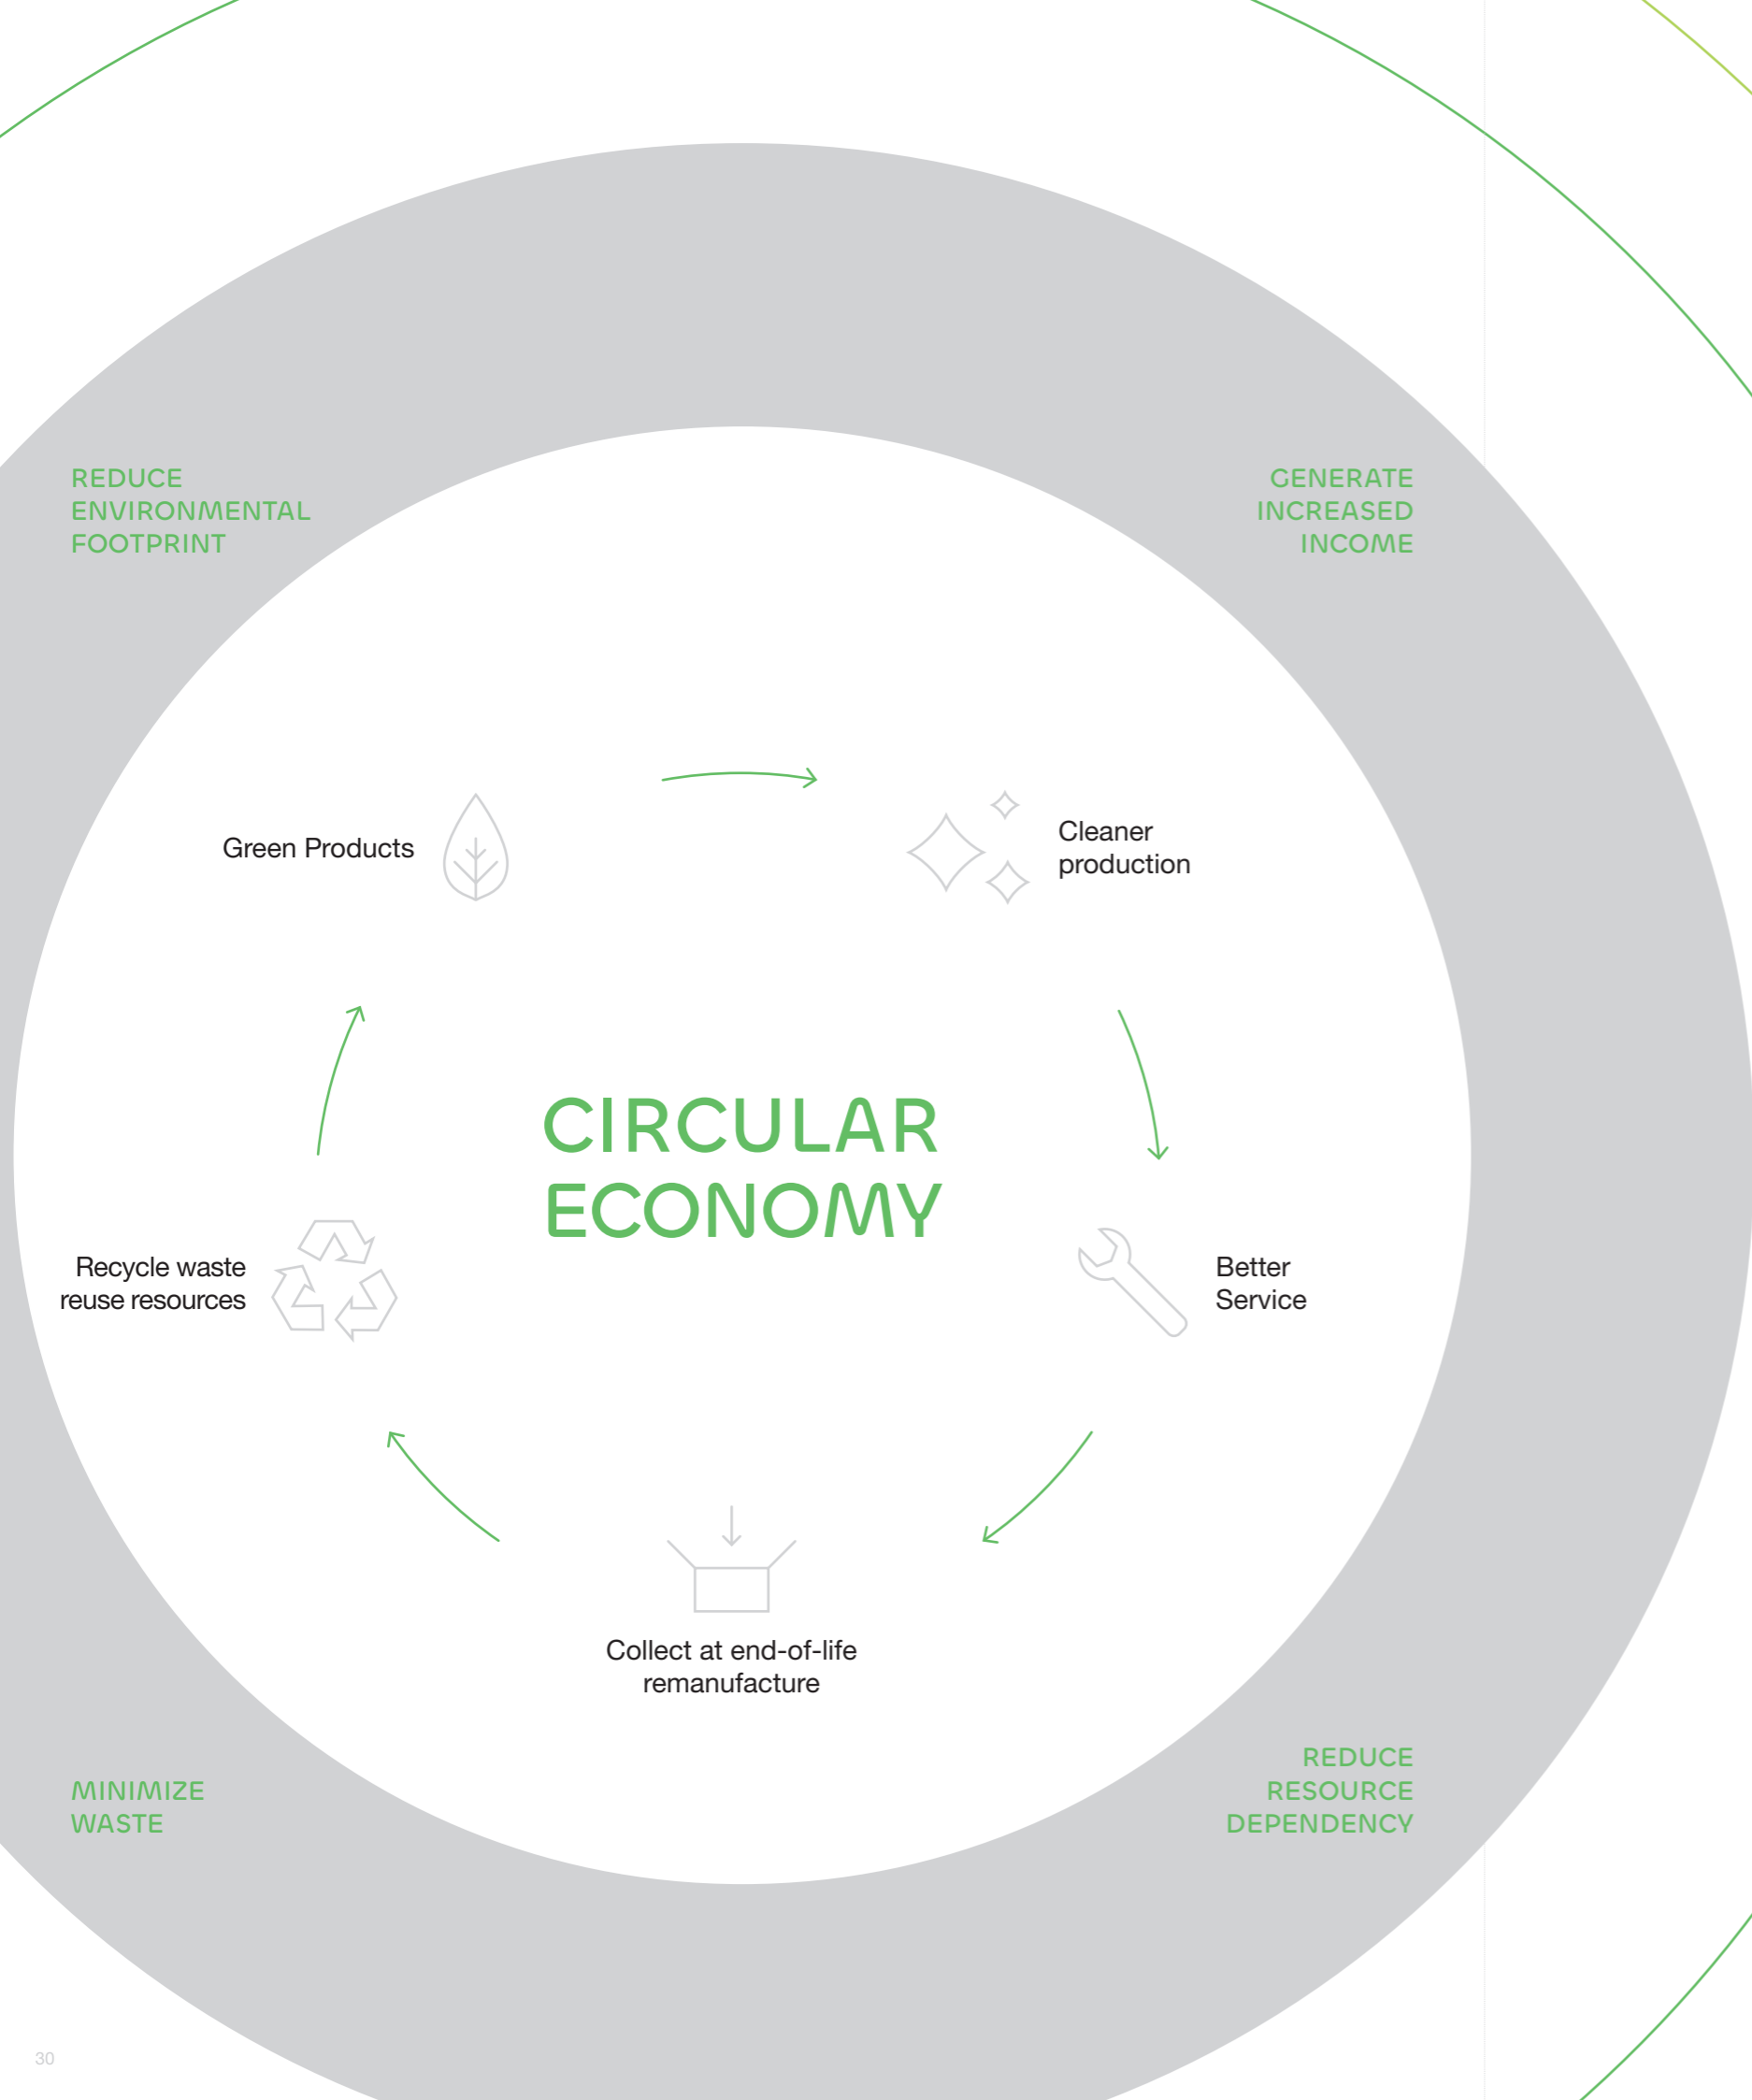 REDUCE
ENVIRONMENTAL
FOOTPRINT
GENERATE
INCREASED
INCOME
Green Products
Cleaner
production
CIRCULAR
ECONOMY
Recycle waste
reuse resources
Better
Service
Collect at end-of-life
remanufacture
MINIMIZE
WASTE
REDUCE
RESOURCE
DEPENDENCY
30